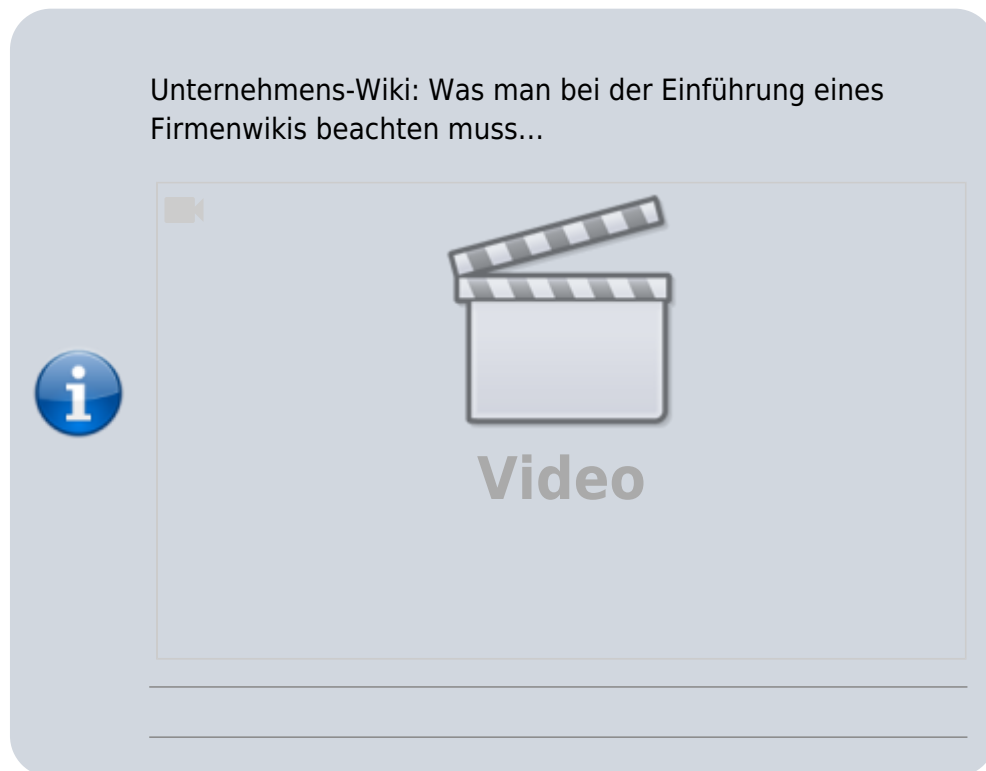 Unternehmens-Wiki: Was man bei der Einführung eines
Firmenwikis beachten muss...
Video